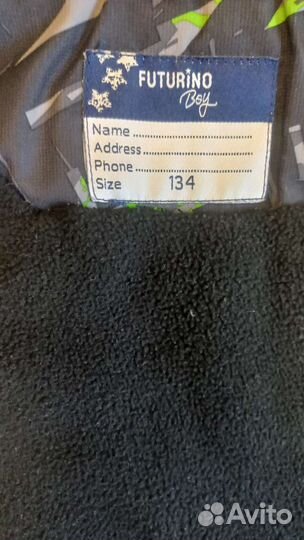 FUTURINO
Boy
Name
Address
Phone
Size 134
Avito